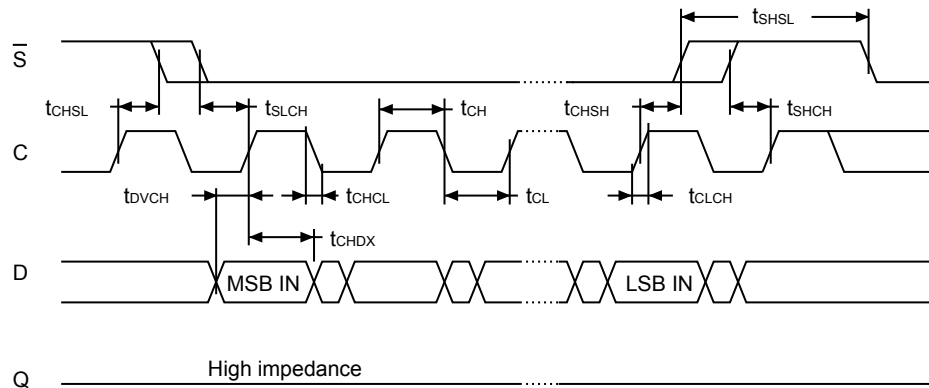 tSHSL
S
tCHSL
tSLCH
tCH
tCHSH
tSHCH
C
tDVCH
tCHCL
tCL
tCLCH
tCHDX
D
MSB IN
LSB IN
High impedance
Q